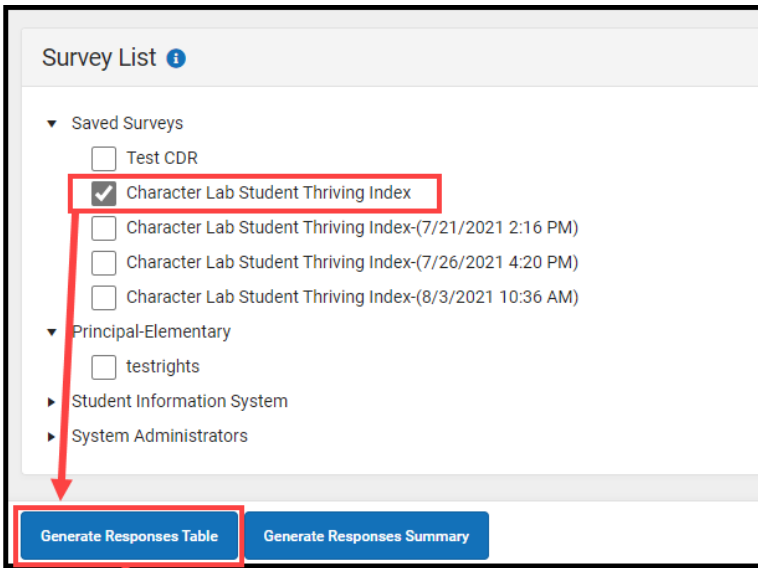 Survey List
Saved Surveys
Test CDR
Character Lab Student Thriving Index
Character Lab Student Thriving Index-(7/21/2021 2:16 PM)
Character Lab Student Thriving Index-(7/26/2021 4:20 PM)
Character Lab Student Thriving Index-(8/3/2021 10:36 AM)
Principal-Elementary
testrights
Student Information System
System Administrators
Generate Responses Table Generate Responses Summary